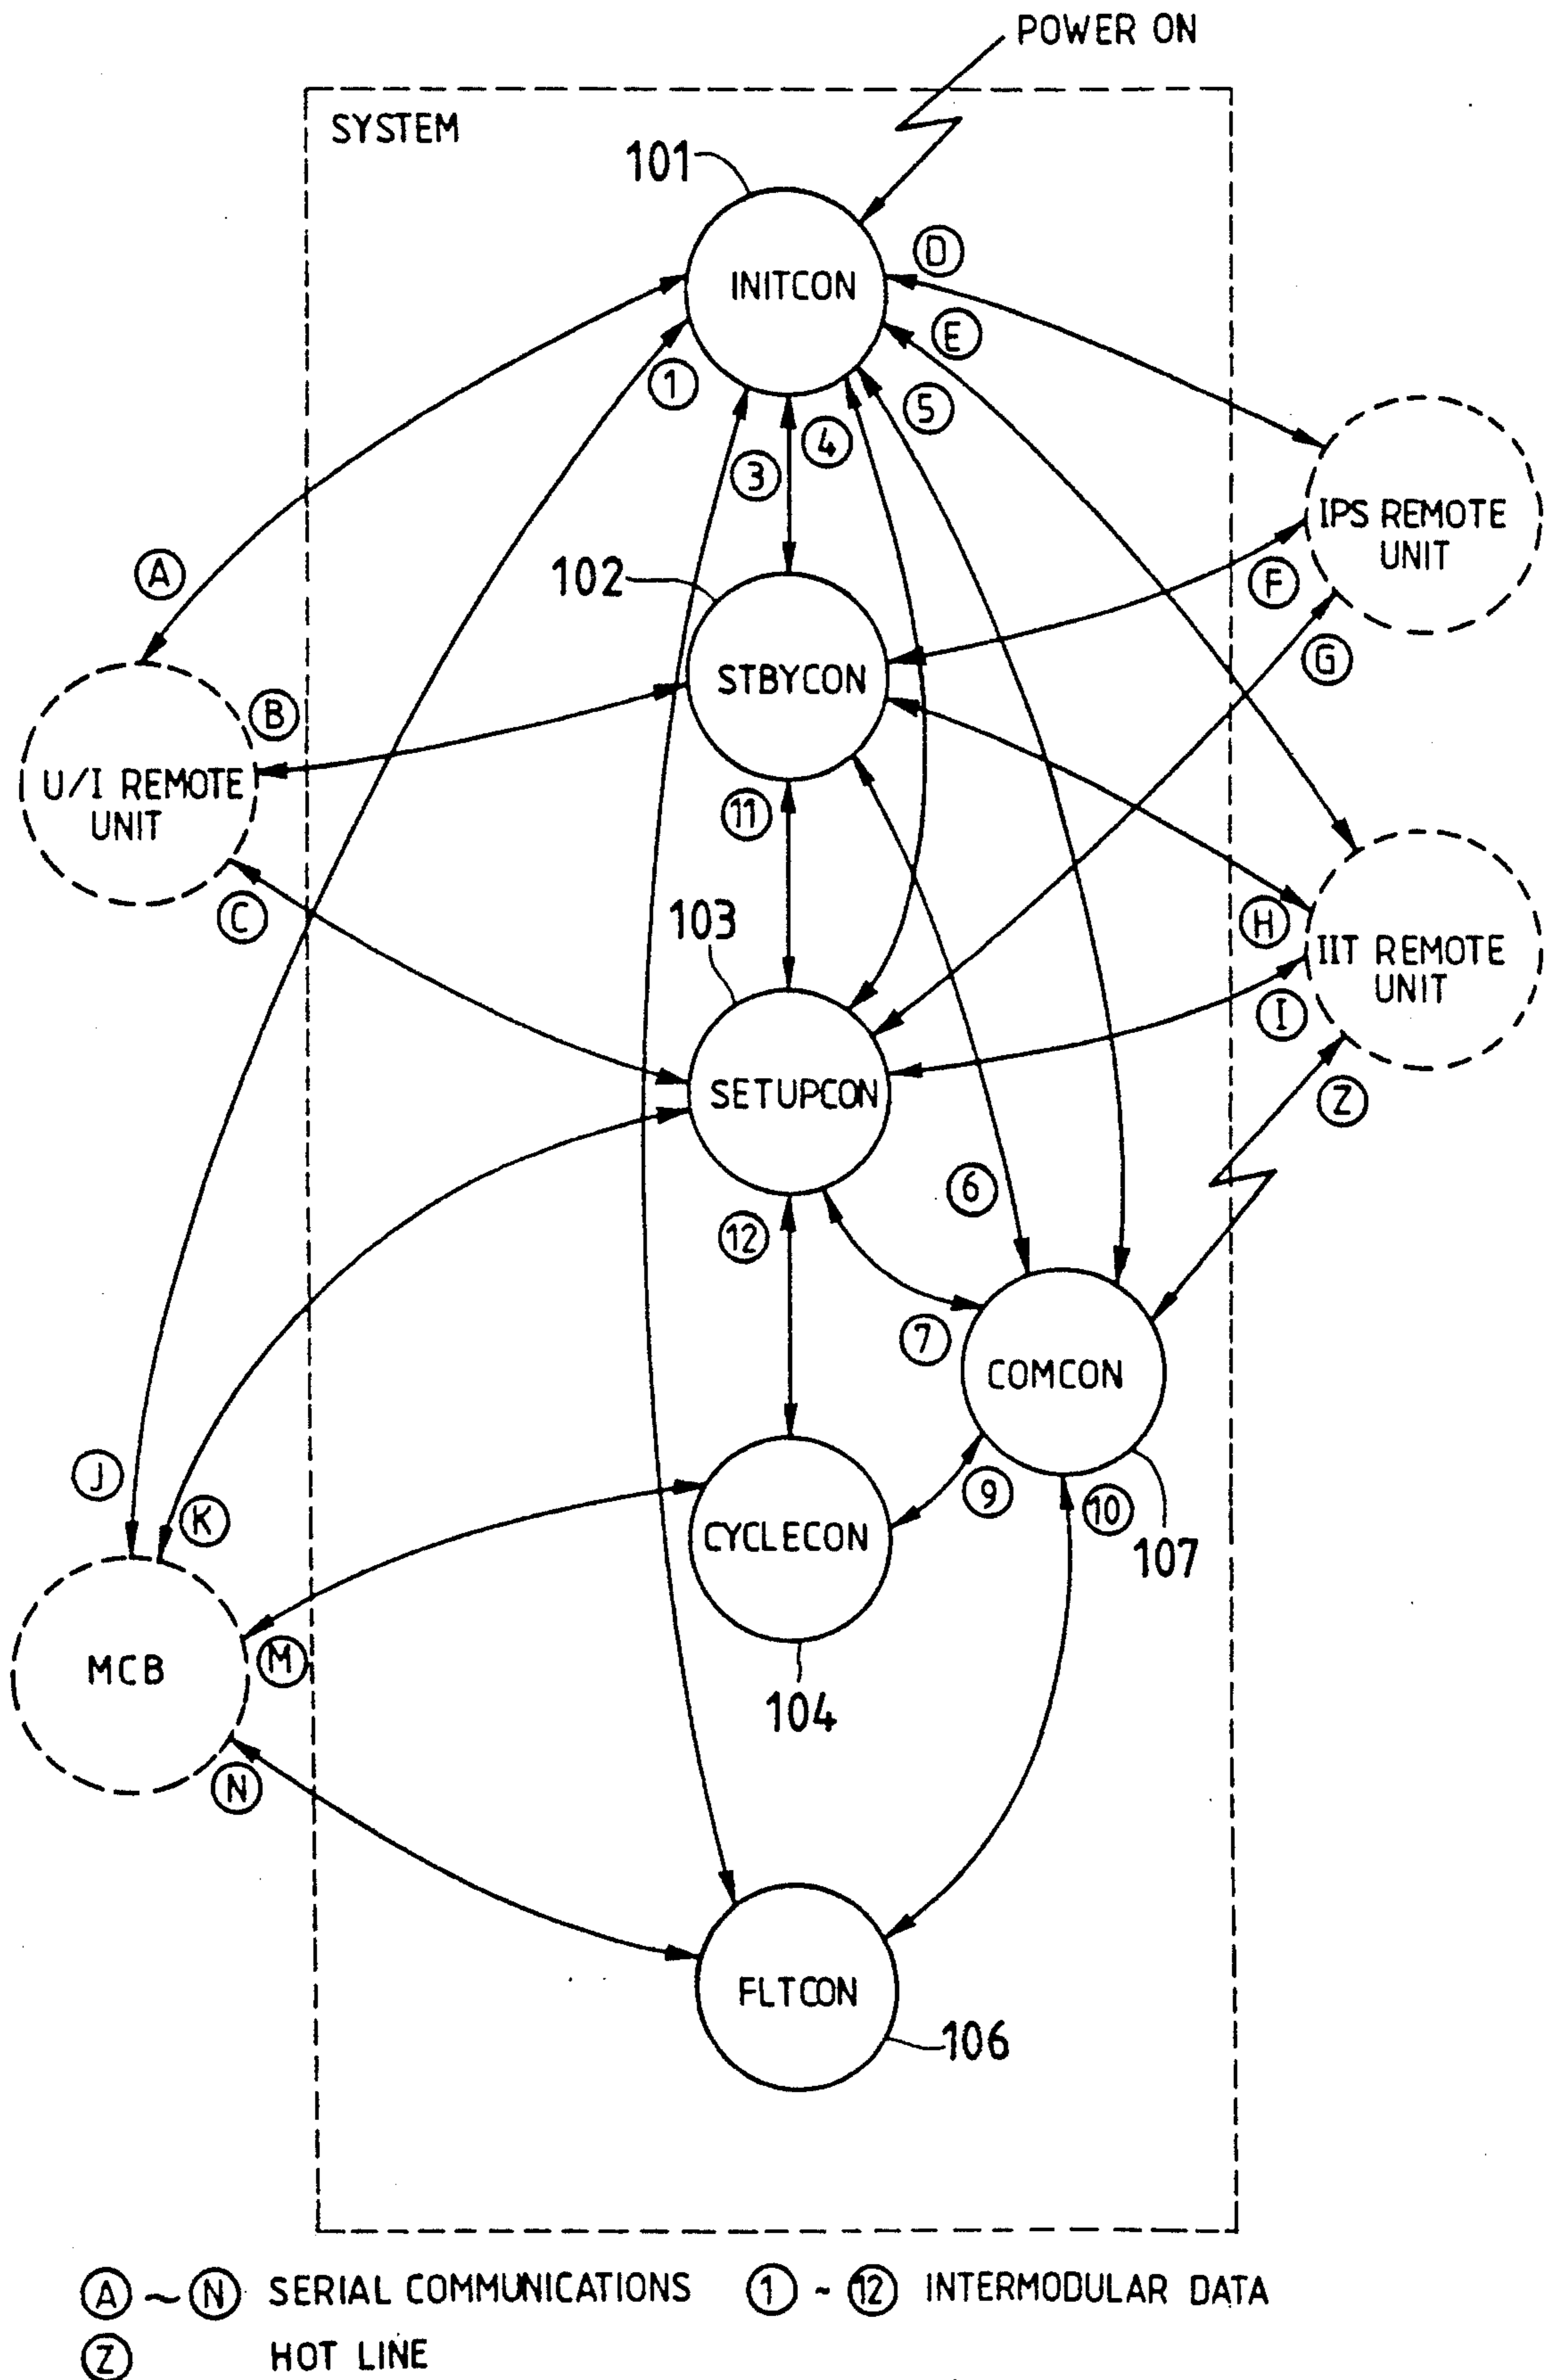 POWER ON
SYSTEM
101
D
INITCON
E
1
5
4
3
IPS REMOTE
UNIT
A
102
F
G
STBYCON
B
U/I REMOTE
UNIT
11
C
103
H
IIT REMOTE
UNIT
I
SETUPCON
Z
6
12
7
COMCON
J
K
9
10
CYCLECON
107
M
MCB
104
N
FLTCON
106
A ~ N SERIAL COMMUNICATIONS 1 ~ 12 INTERMODULAR DATA
Z HOT LINE